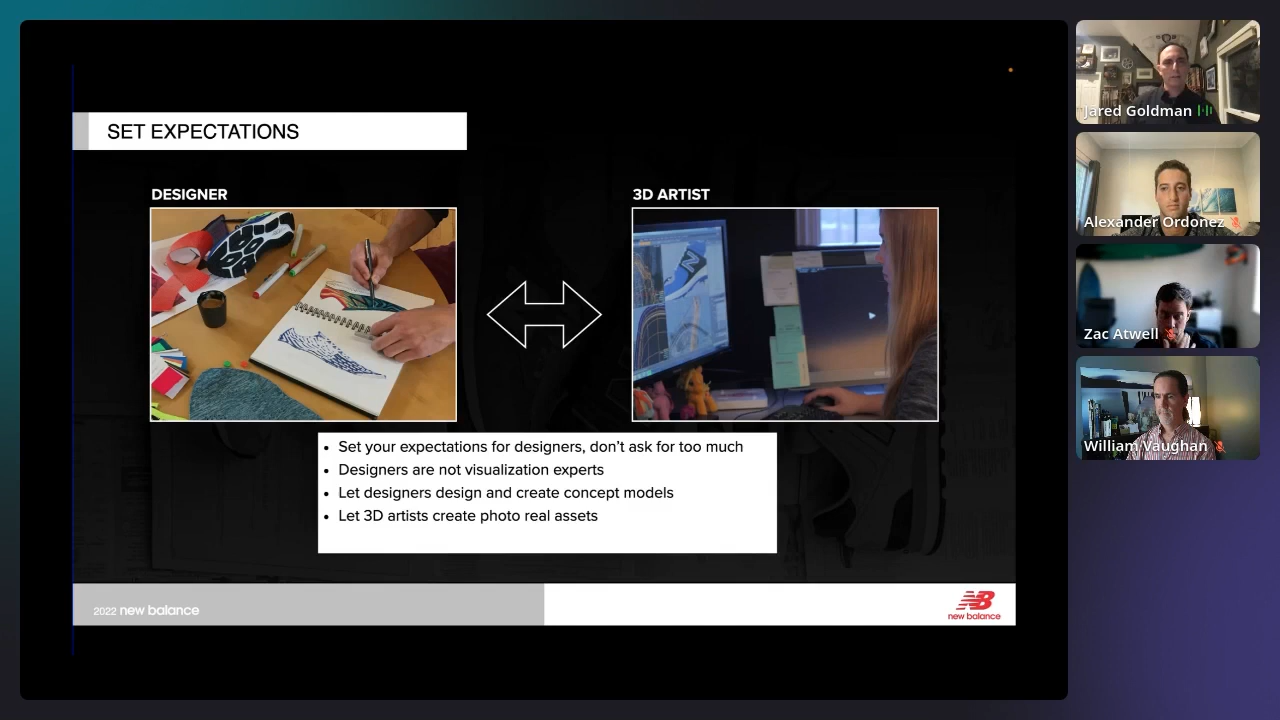 SET EXPECTATIONS
DESIGNER
3D ARTIST
• Set your expectations for designers, don't ask for too much
• Designers are not visualization experts
• Let designers design and create concept models
• Let 3D artists create photo real assets
2022 new balance
NB
new balance
Jared Goldman
Alexander Ordonez
Zac Atwell
William Vaughan